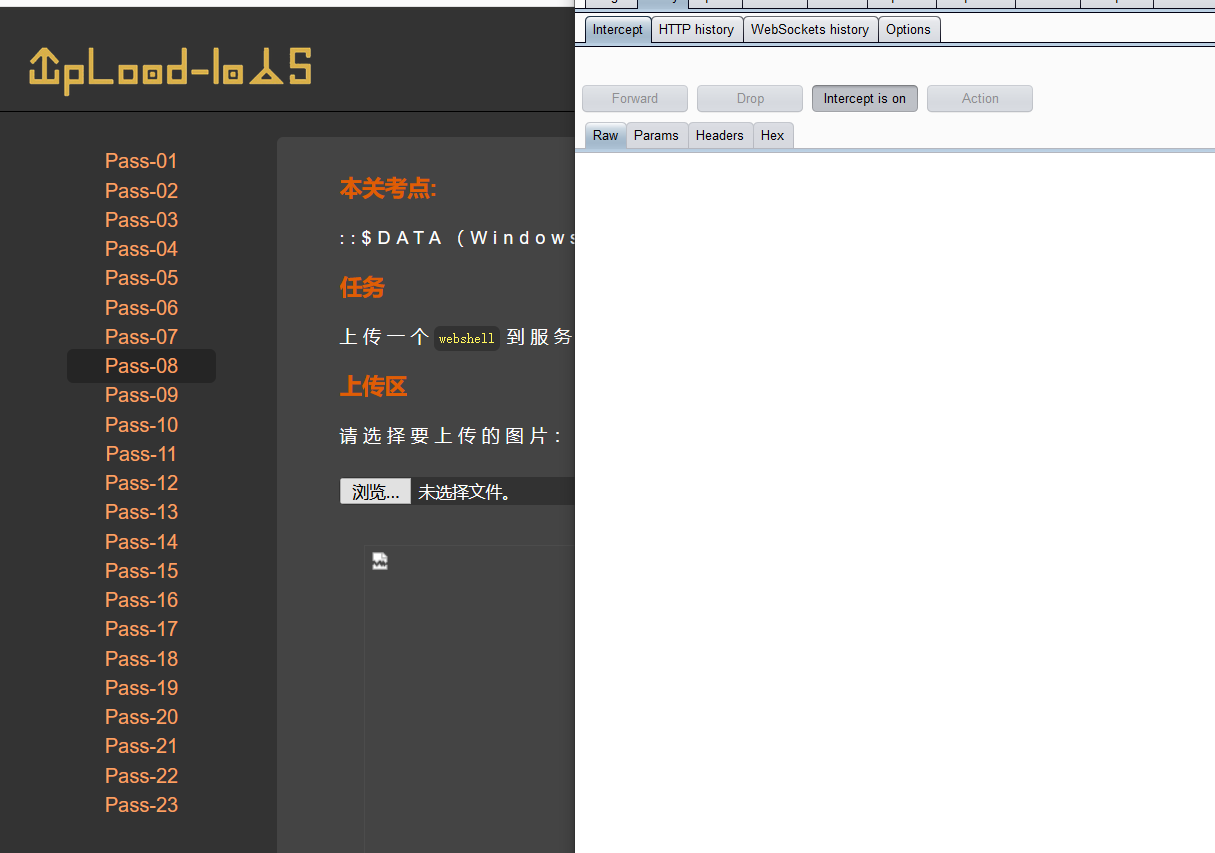 UpLoad-labs
Pass-01
Pass-02
Pass-03
Pass-04
Pass-05
Pass-06
Pass-07
Pass-08
Pass-09
Pass-10
Pass-11
Pass-12
Pass-13
Pass-14
Pass-15
Pass-16
Pass-17
Pass-18
Pass-19
Pass-20
Pass-21
Pass-22
Pass-23
本关考点:
::$DATA (Windows
任务
上传一个 webshell 到服务
上传区
请选择要上传的图片:
浏览... 未选择文件。
Intercept HTTP history WebSockets history Options
Forward Drop Intercept is on Action
Raw Params Headers Hex